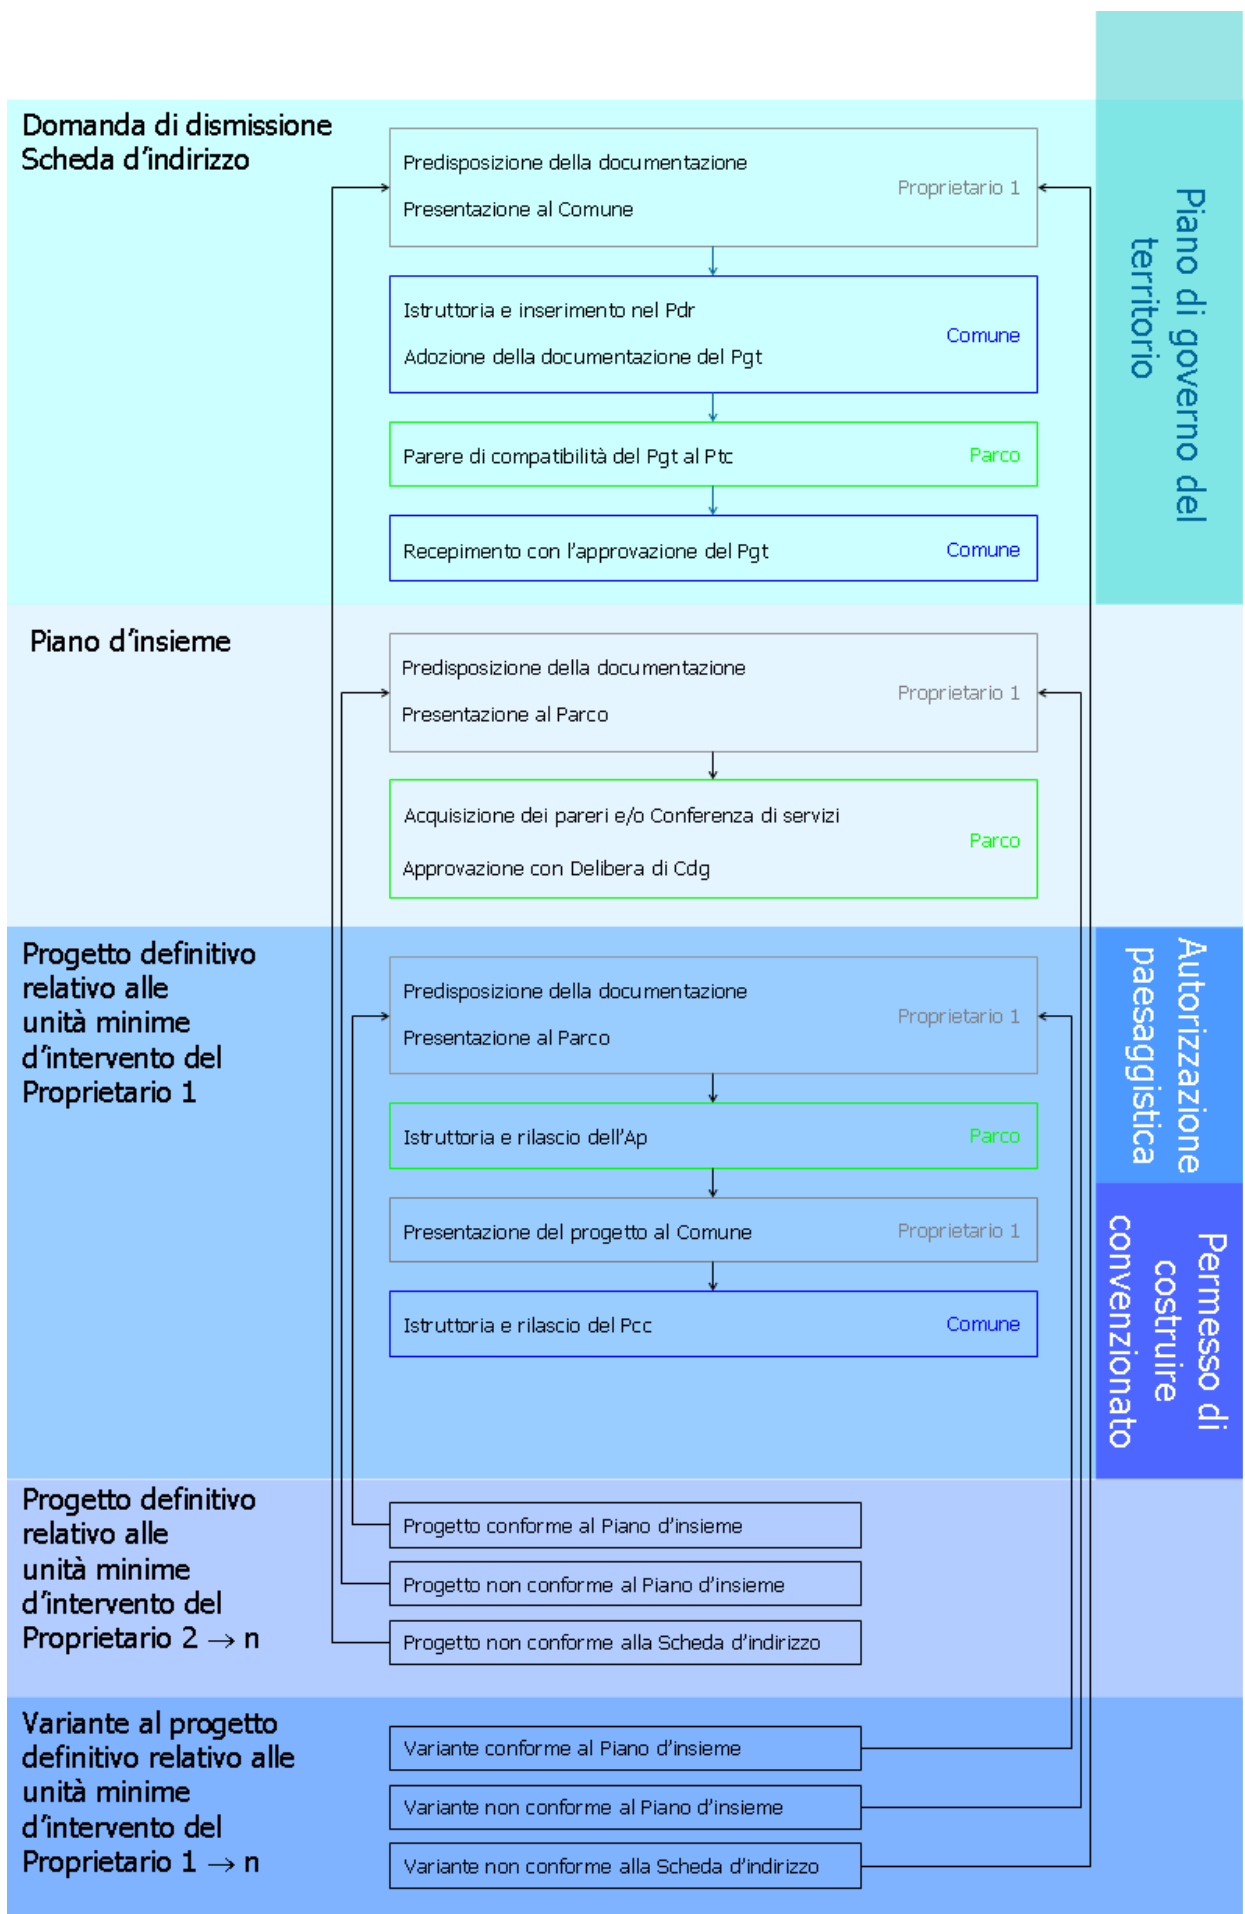 Domanda di dismissione
Scheda d'indirizzo
Predisposizione della documentazione
Presentazione al Comune
Proprietario 1
Istruttoria e inserimento nel Pdr
Adozione della documentazione del Pgt
Comune
Parere di compatibilità del Pgt al Ptc
Parco
Recepimento con l'approvazione del Pgt
Comune
Piano di governo del
territorio
Piano d'insieme
Predisposizione della documentazione
Presentazione al Parco
Proprietario 1
Acquisizione dei pareri e/o Conferenza di servizi
Approvazione con Delibera di Cdg
Parco
Progetto definitivo
relativo alle
unità minime
d'intervento del
Proprietario 1
Predisposizione della documentazione
Presentazione al Parco
Proprietario 1
Istruttoria e rilascio dell'Ap
Parco
Presentazione del progetto al Comune
Proprietario 1
Istruttoria e rilascio del Pcc
Comune
Autorizzazione
paesaggistica
Permesso di
costruire
convenzionato
Progetto definitivo
relativo alle
unità minime
d'intervento del
Proprietario 2 → n
Progetto conforme al Piano d'insieme
Progetto non conforme al Piano d'insieme
Progetto non conforme alla Scheda d'indirizzo
Variante al progetto
definitivo relativo alle
unità minime
d'intervento del
Proprietario 1 → n
Variante conforme al Piano d'insieme
Variante non conforme al Piano d'insieme
Variante non conforme alla Scheda d'indirizzo